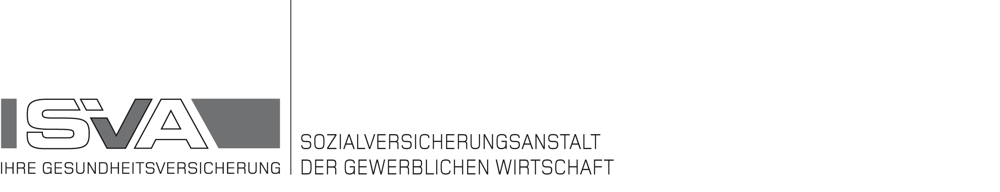 SVA
IHRE GESUNDHEITSVERSICHERUNG
SOZIALVERSICHERUNGSANSTALT
DER GEWERBLICHEN WIRTSCHAFT